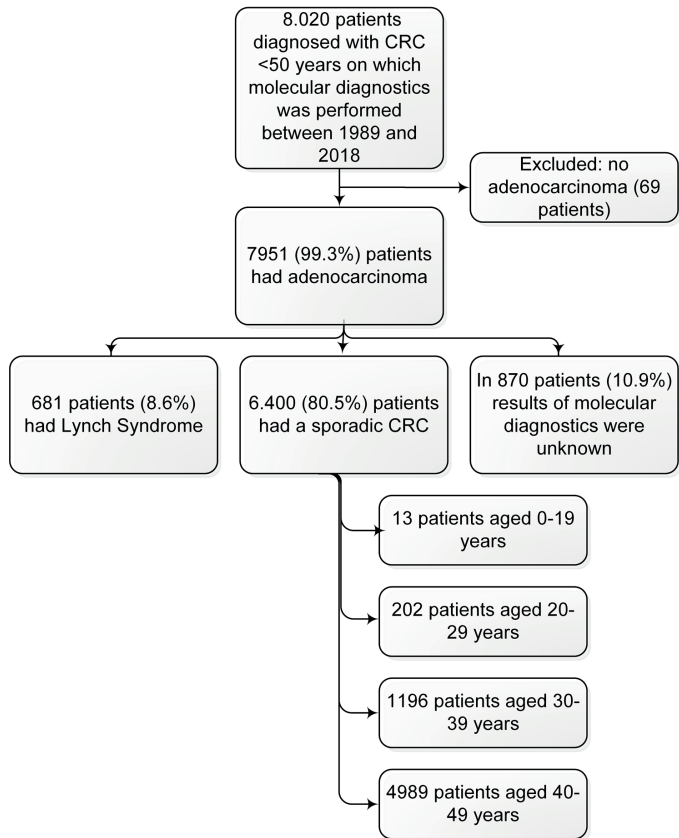 8.020 patients
diagnosed with CRC
<50 years on which
molecular diagnostics
was performed
between 1989 and
2018
Excluded: no
adenocarcinoma (69
patients)
7951 (99.3%) patients
had adenocarcinoma
681 patients (8.6%)
had Lynch Syndrome
6.400 (80.5%) patients
had a sporadic CRC
In 870 patients (10.9%)
results of molecular
diagnostics were
unknown
13 patients aged 0-19
years
202 patients aged 20-
29 years
1196 patients aged 30-
39 years
4989 patients aged 40-
49 years